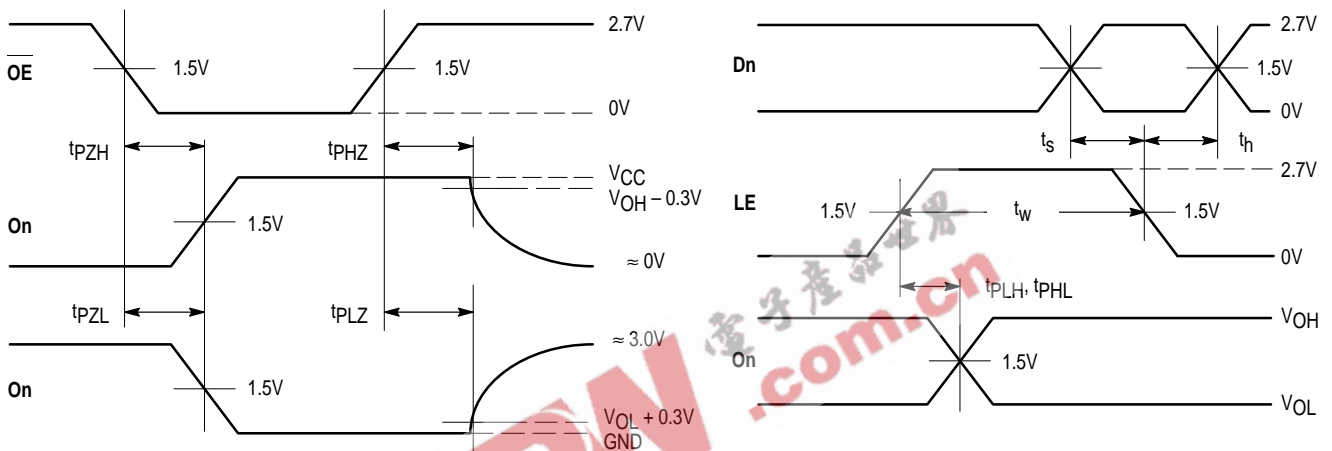 2.7V
OE
1.5V
1.5V
0V
tPZH
tPHZ
VCC
VOH – 0.3V
On
1.5V
≈ 0V
tPZL
tPLZ
≈ 3.0V
On
1.5V
VOL + 0.3V
GND
2.7V
Dn
1.5V
0V
ts
th
2.7V
LE
1.5V
tw
1.5V
0V
tPLH, tPHL
VOH
On
1.5V
VOL
電子產品世界
.com.cn